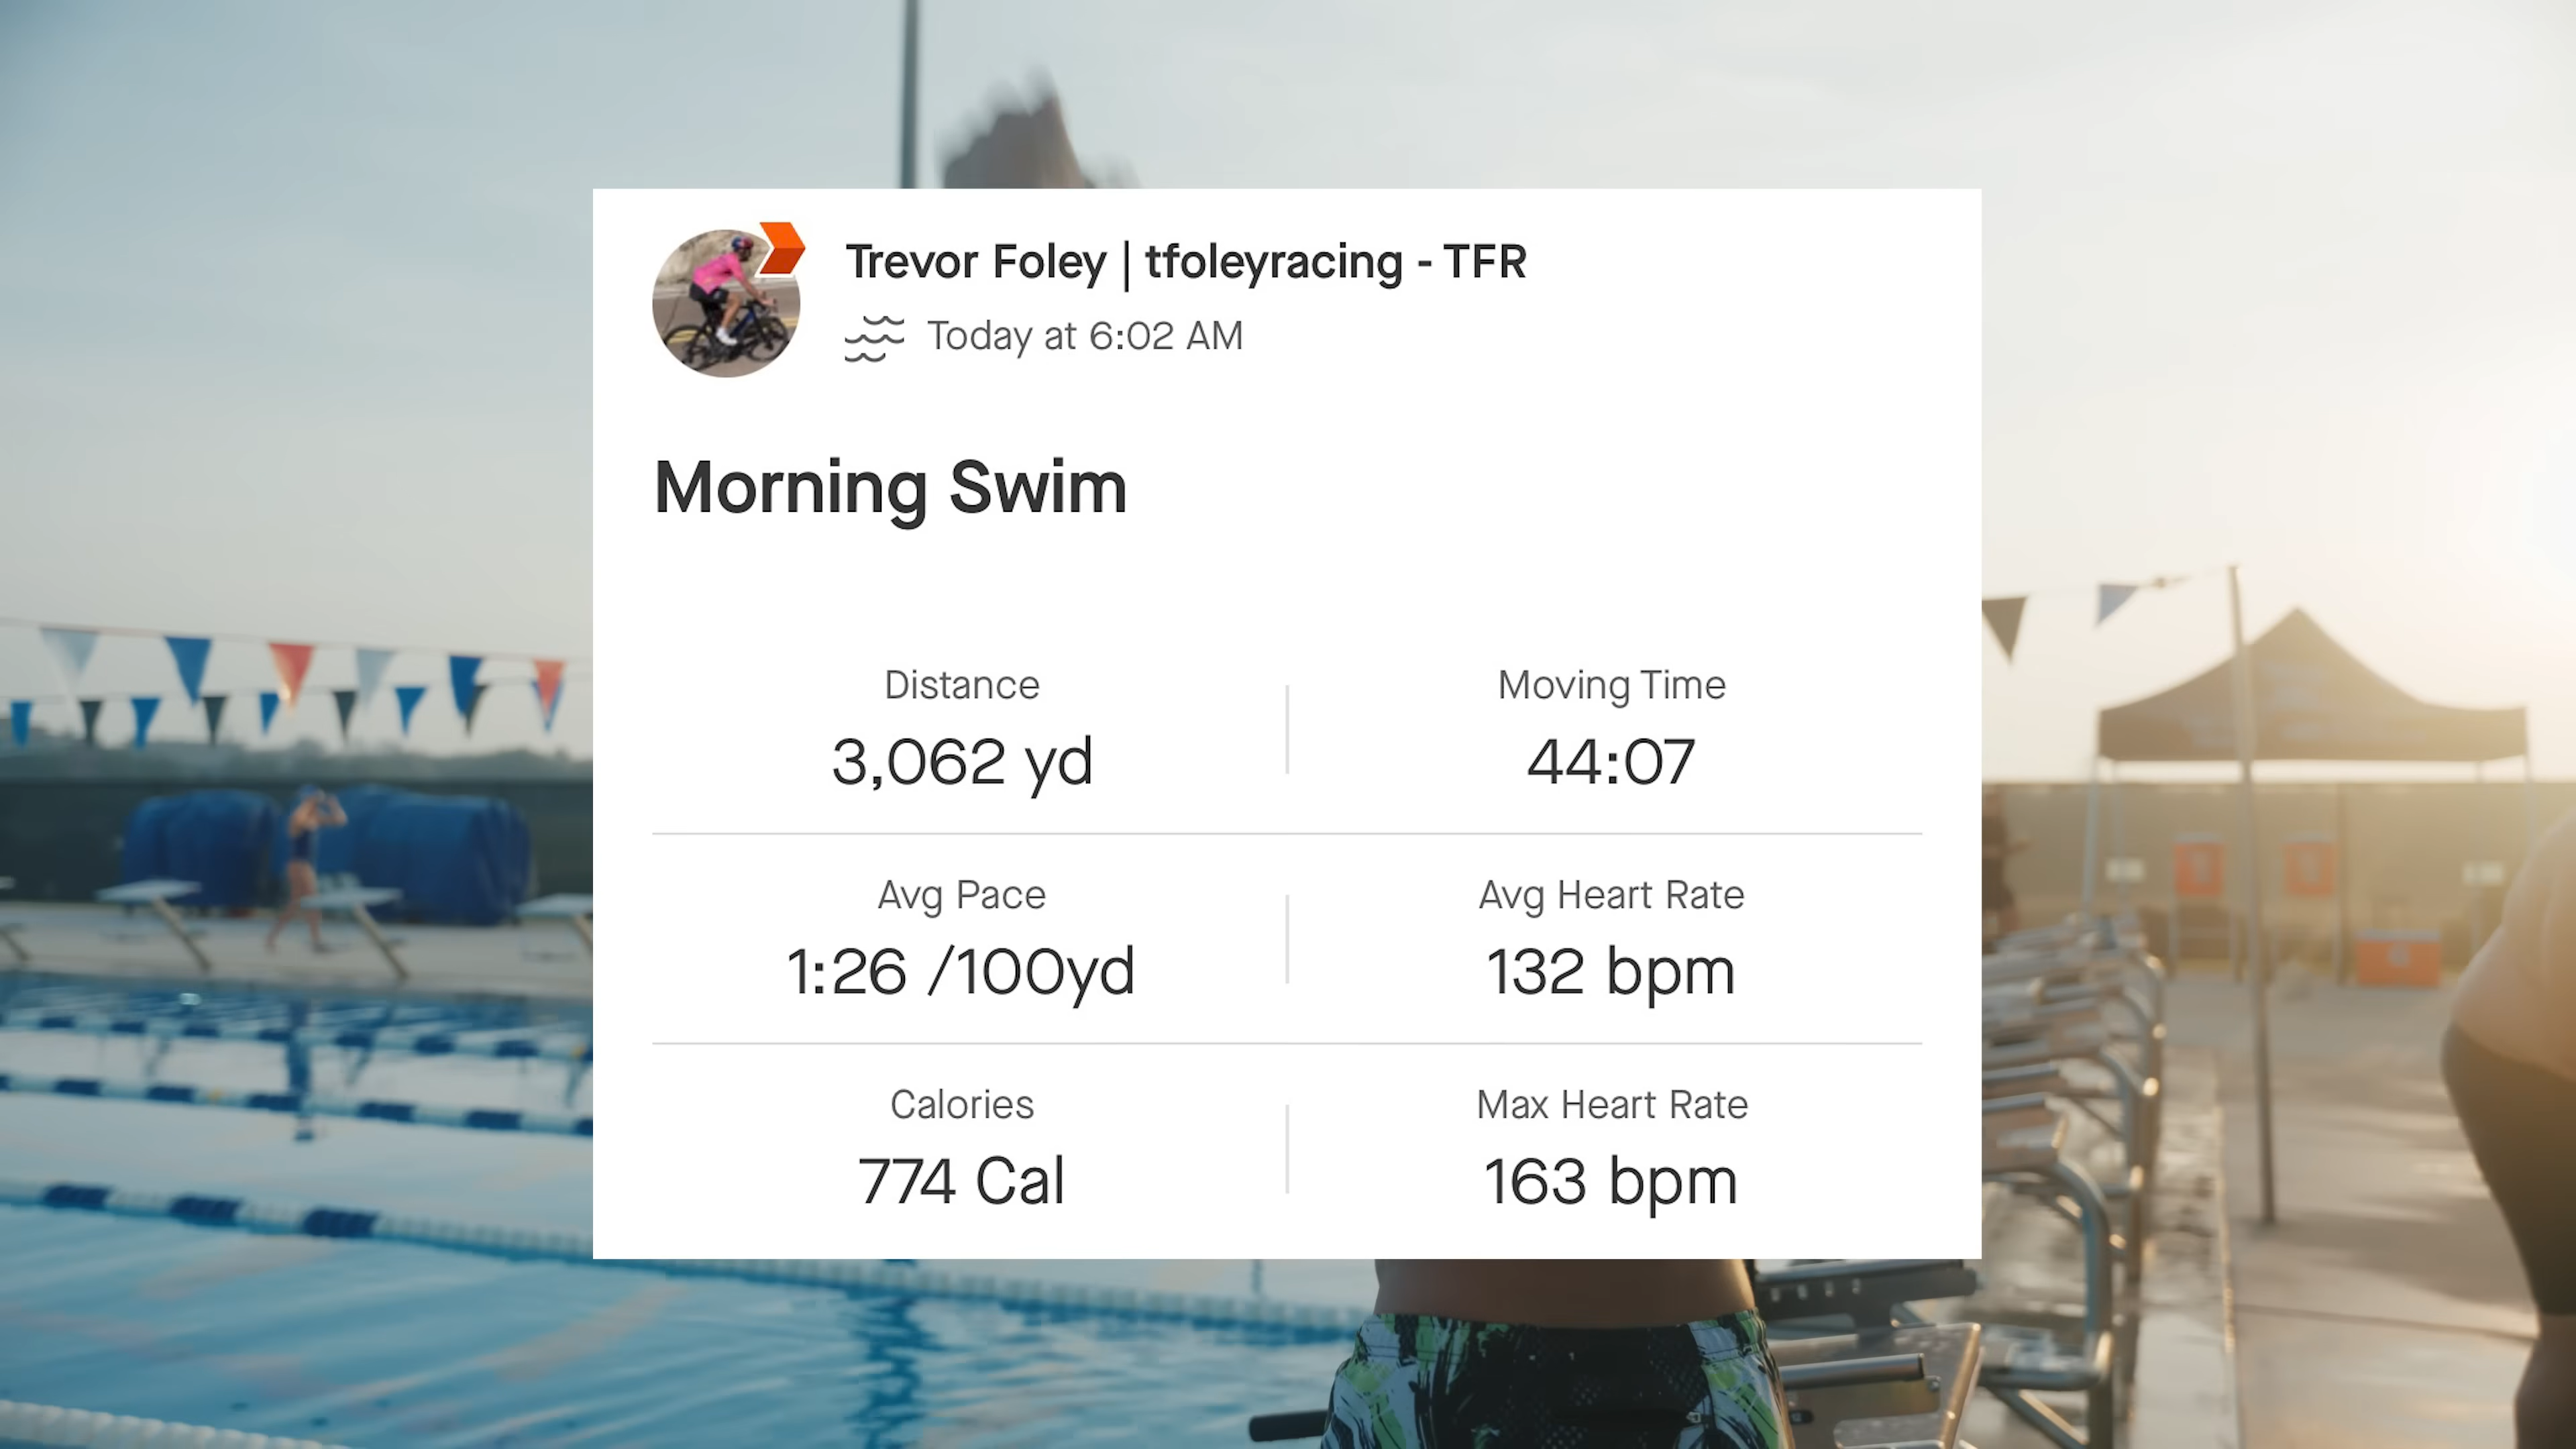 Trevor Foley | tfoleyracing - TFR
Today at 6:02 AM
Morning Swim
Distance
3,062 yd
Moving Time
44:07
Avg Pace
1:26 /100yd
Avg Heart Rate
132 bpm
Calories
774 Cal
Max Heart Rate
163 bpm